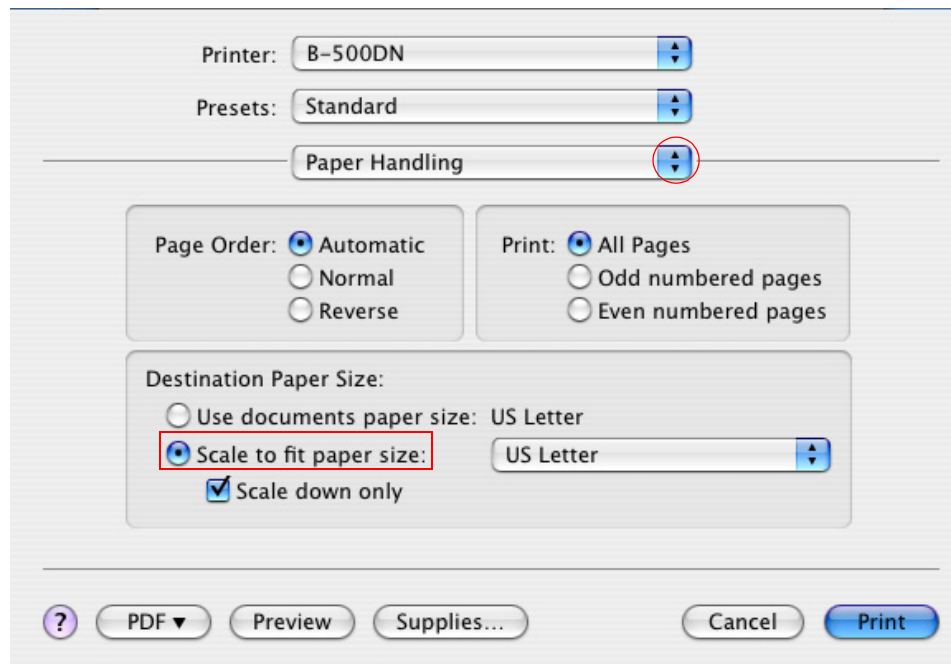 Printer: B-500DN
Presets: Standard
Paper Handling
Page Order: Automatic
Normal
Reverse
Print: All Pages
Odd numbered pages
Even numbered pages
Destination Paper Size:
Use documents paper size: US Letter
Scale to fit paper size: US Letter
Scale down only
? PDF▼ Preview Supplies... Cancel Print